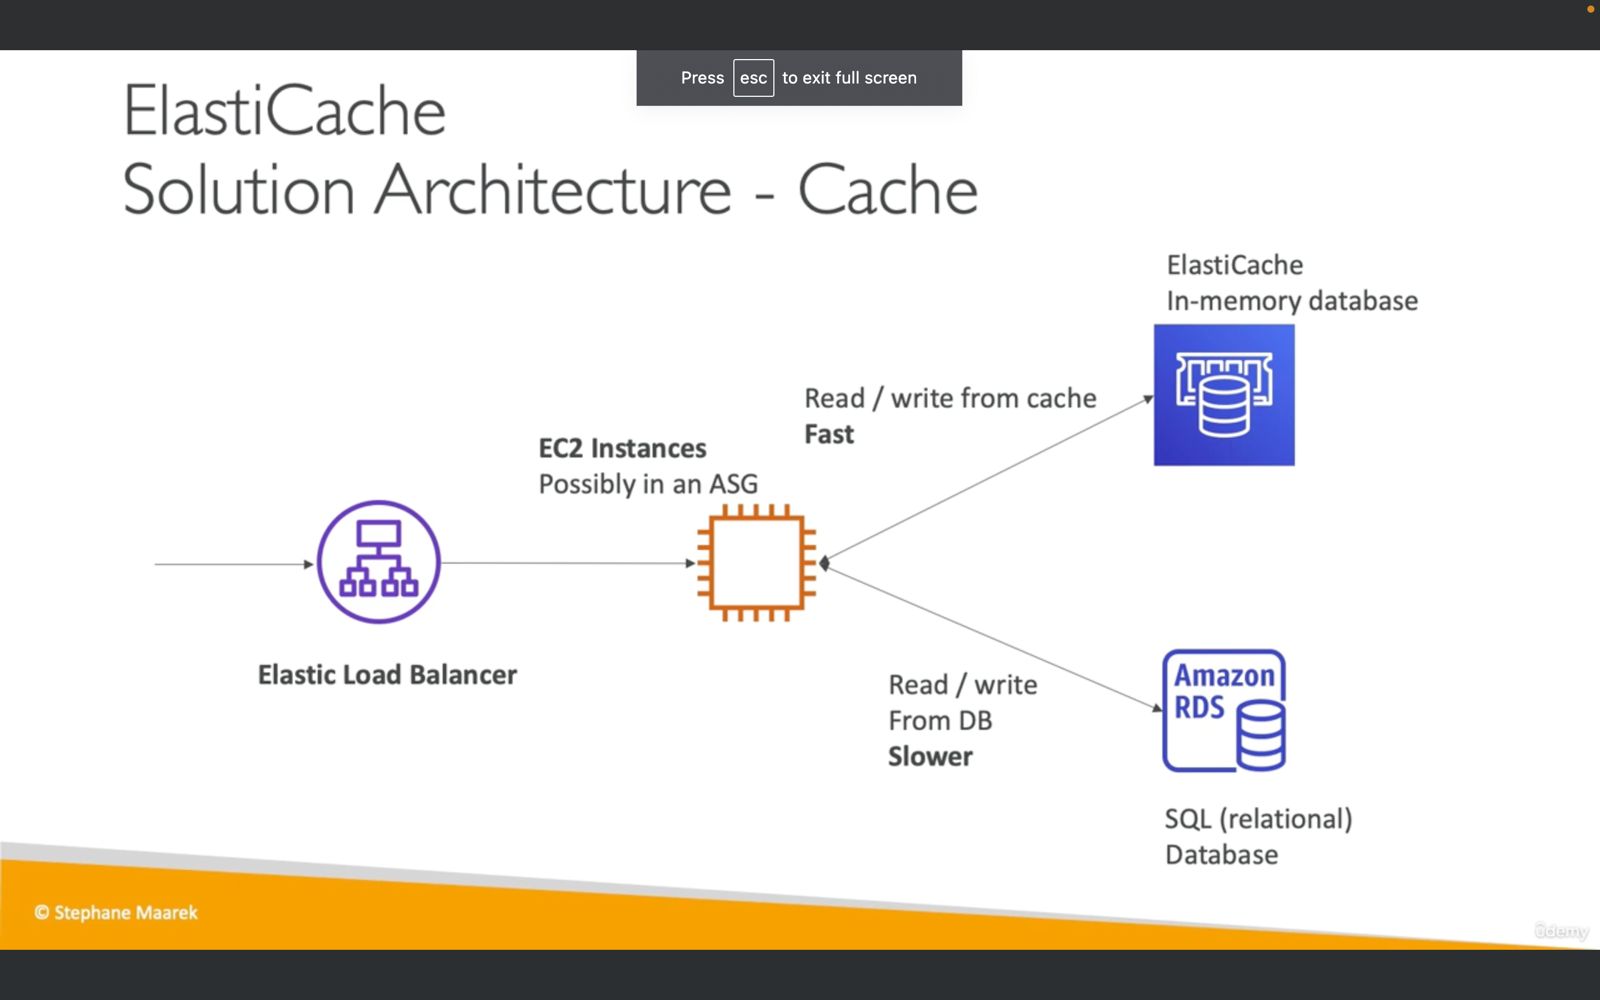 Press esc to exit full screen
ElastiCache
Solution Architecture - Cache
ElastiCache
In-memory database
Read / write from cache
Fast
EC2 Instances
Possibly in an ASG
Elastic Load Balancer
Read / write
From DB
Slower
Amazon
RDS
SQL (relational)
Database
© Stephane Maarek
ûdemy